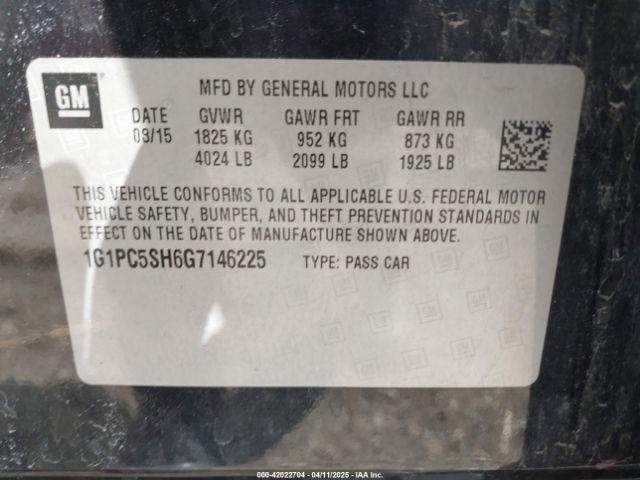 GM
MFD BY GENERAL MOTORS LLC
DATE GVWR GAWR FRT GAWR RR
09/15 1825 KG 952 KG 873 KG
4024 LB 2099 LB 1925 LB
THIS VEHICLE CONFORMS TO ALL APPLICABLE U.S. FEDERAL MOTOR
VEHICLE SAFETY, BUMPER, AND THEFT PREVENTION STANDARDS IN
EFFECT ON THE DATE OF MANUFACTURE SHOWN ABOVE.
1G1PC5SH6G7146225 TYPE: PASS CAR
000-42022704 - 04/11/2025 - IAAI, Inc.